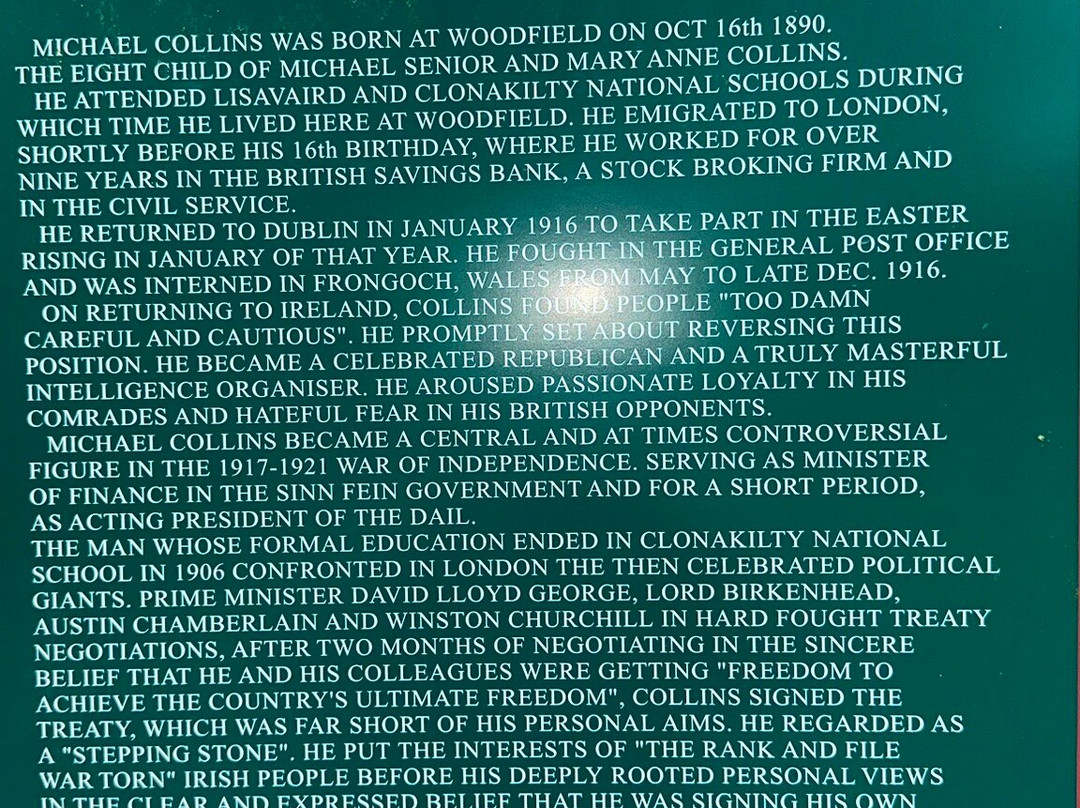 MICHAEL COLLINS WAS BORN AT WOODFIELD ON OCT 16th 1890.
THE EIGHT CHILD OF MICHAEL SENIOR AND MARY ANNE COLLINS.
HE ATTENDED LISAVAIRD AND CLONAKILTY NATIONAL SCHOOLS DURING
WHICH TIME HE LIVED HERE AT WOODFIELD. HE EMIGRATED TO LONDON,
SHORTLY BEFORE HIS 16th BIRTHDAY, WHERE HE WORKED FOR OVER
NINE YEARS IN THE BRITISH SAVINGS BANK, A STOCK BROKING FIRM AND
IN THE CIVIL SERVICE.
HE RETURNED TO DUBLIN IN JANUARY 1916 TO TAKE PART IN THE EASTER
RISING IN JANUARY OF THAT YEAR. HE FOUGHT IN THE GENERAL POST OFFICE
AND WAS INTERNED IN FRONGOCH, WALES FROM MAY TO LATE DEC. 1916.
ON RETURNING TO IRELAND, COLLINS FOUND PEOPLE "TOO DAMN
CAREFUL AND CAUTIOUS". HE PROMPTLY SET ABOUT REVERSING THIS
POSITION. HE BECAME A CELEBRATED REPUBLICAN AND A TRULY MASTERFUL
INTELLIGENCE ORGANISER. HE AROUSED PASSIONATE LOYALTY IN HIS
COMRADES AND HATEFUL FEAR IN HIS BRITISH OPPONENTS.
MICHAEL COLLINS BECAME A CENTRAL AND AT TIMES CONTROVERSIAL
FIGURE IN THE 1917-1921 WAR OF INDEPENDENCE. SERVING AS MINISTER
OF FINANCE IN THE SINN FEIN GOVERNMENT AND FOR A SHORT PERIOD,
AS ACTING PRESIDENT OF THE DAIL.
THE MAN WHOSE FORMAL EDUCATION ENDED IN CLONAKILTY NATIONAL
SCHOOL IN 1906 CONFRONTED IN LONDON THE THEN CELEBRATED POLITICAL
GIANTS. PRIME MINISTER DAVID LLOYD GEORGE, LORD BIRKENHEAD,
AUSTIN CHAMBERLAIN AND WINSTON CHURCHILL IN HARD FOUGHT TREATY
NEGOTIATIONS, AFTER TWO MONTHS OF NEGOTIATING IN THE SINCERE
BELIEF THAT HE AND HIS COLLEAGUES WERE GETTING "FREEDOM TO
ACHIEVE THE COUNTRY'S ULTIMATE FREEDOM", COLLINS SIGNED THE
TREATY, WHICH WAS FAR SHORT OF HIS PERSONAL AIMS. HE REGARDED AS
A "STEPPING STONE". HE PUT THE INTERESTS OF "THE RANK AND FILE
WAR TORN" IRISH PEOPLE BEFORE HIS DEEPLY ROOTED PERSONAL VIEWS
IN THE CLEAR AND EXPRESSED BELIEF THAT HE WAS SIGNING HIS OWN